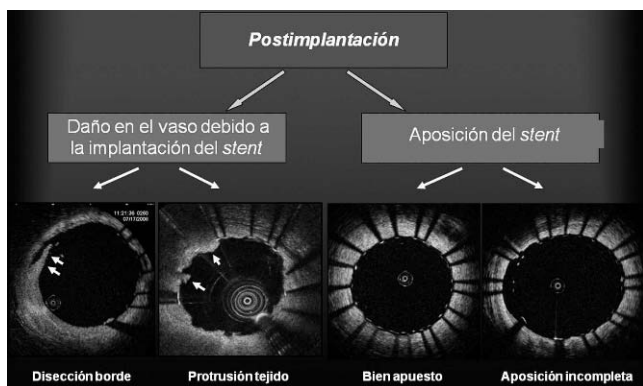 Postimplantación
Daño en el vaso debido a
la implantación del stent
Aposición del stent
Disección borde
Protrusión tejido
Bien apuesto
Aposición incompleta